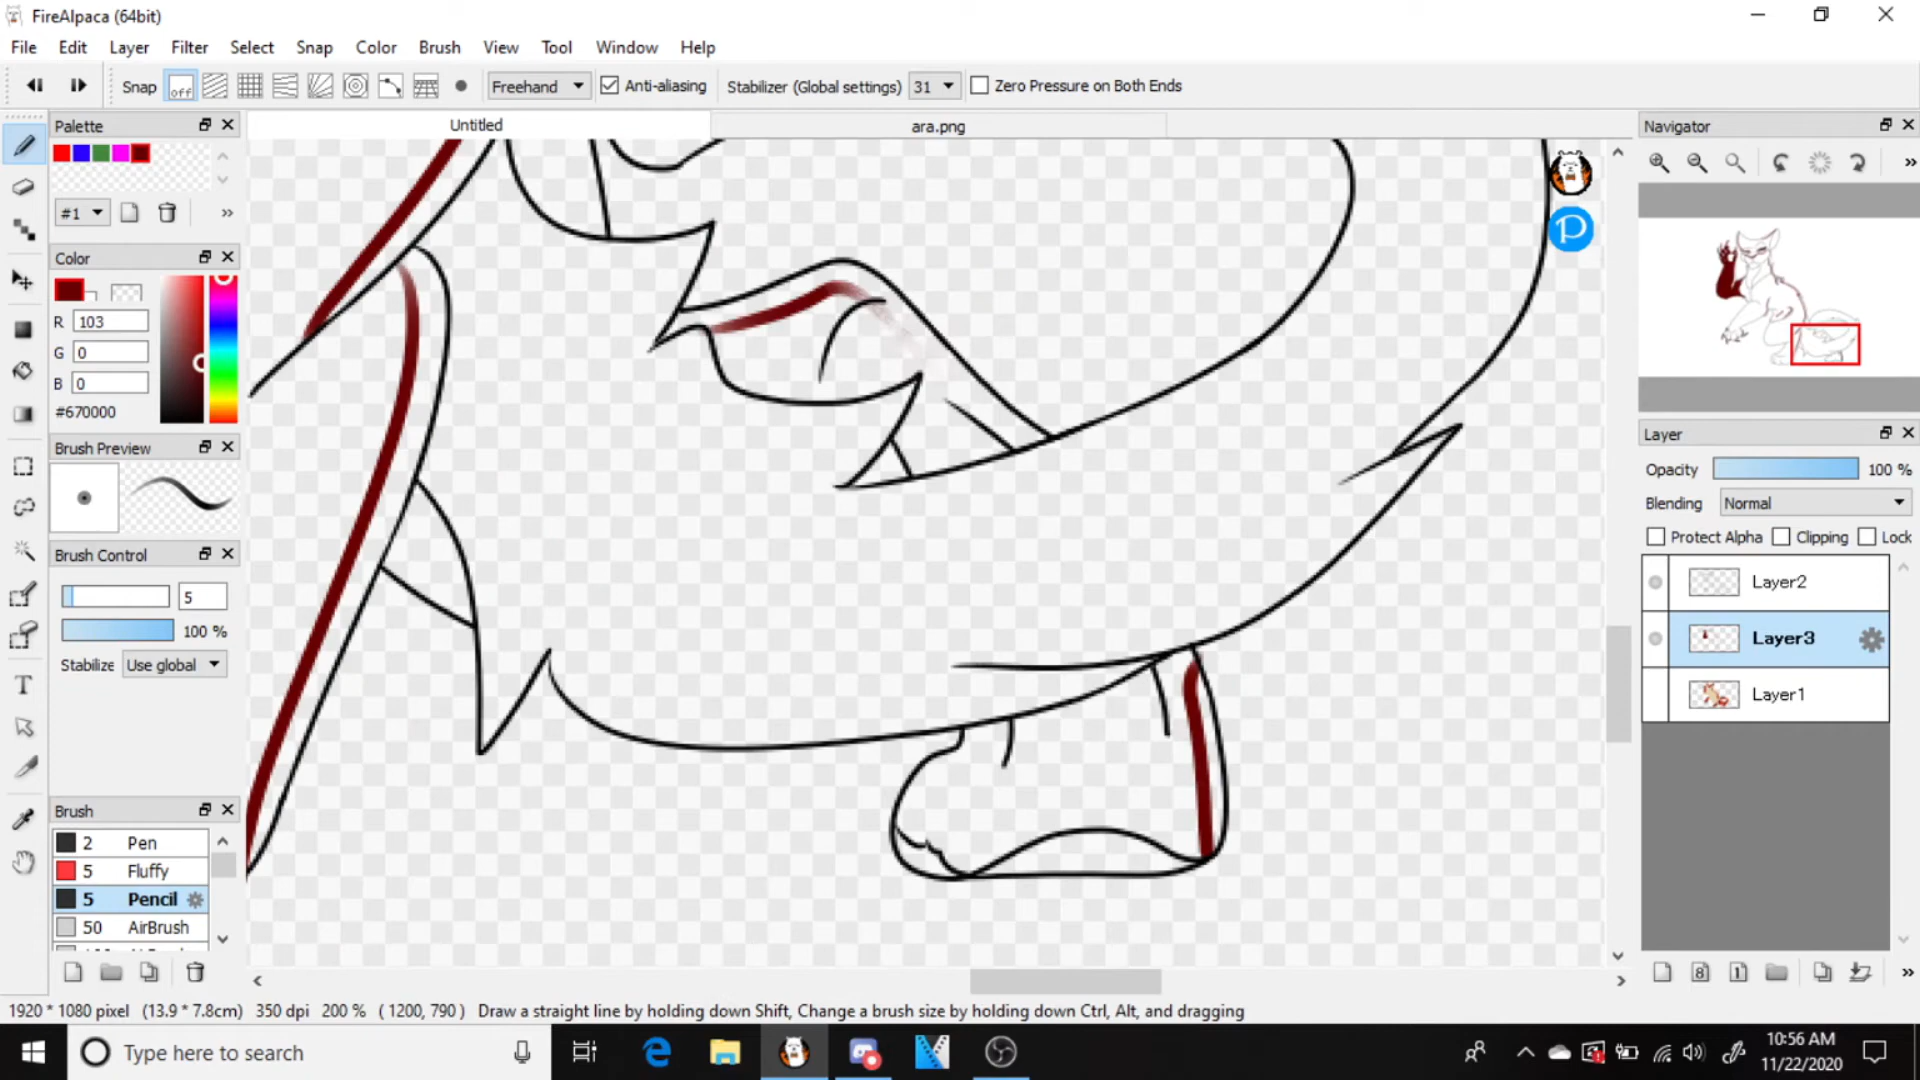 FireAlpaca (64bit)
File Edit Layer Filter Select Snap Color Brush View Tool Window Help
Snap off Freehand Anti-aliasing Stabilizer (Global settings) 31 Zero Pressure on Both Ends
Palette
#1
Color
R 103
G 0
B 0
#670000
Brush Preview
Brush Control
5
100 %
Stabilize Use global
Brush
2 Pen
5 Fluffy
5 Pencil
50 AirBrush
Untitled ara.png
Navigator
Layer
Opacity 100 %
Blending Normal
Protect Alpha Clipping Lock
Layer2
Layer3
Layer1
8 1
1920 * 1080 pixel (13.9 * 7.8cm) 350 dpi 200 % ( 1200, 790 ) Draw a straight line by holding down Shift, Change a brush size by holding down Ctrl, Alt, and dragging
Type here to search
10:56 AM
11/22/2020